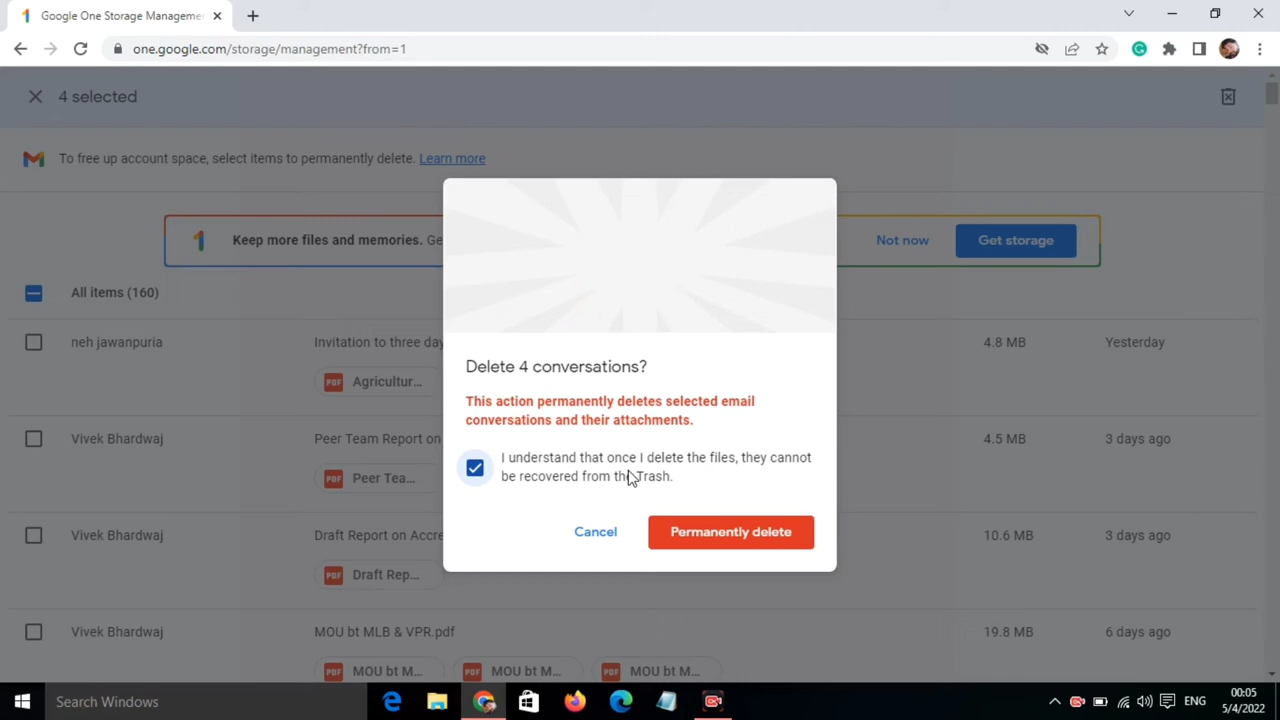 Google One Storage Manageme
one.google.com/storage/management?from=1
4 selected
To free up account space, select items to permanently delete. Learn more
Keep more files and memories. Ge
Not now
Get storage
All items (160)
neh jawanpuria
Invitation to three day
4.8 MB
Yesterday
PDF
Agricultur...
Vivek Bhardwaj
Peer Team Report on
4.5 MB
3 days ago
PDF
Peer Tea...
Vivek Bhardwaj
Draft Report on Accre
10.6 MB
3 days ago
PDF
Draft Rep...
Vivek Bhardwaj
MOU bt MLB & VPR.pdf
19.8 MB
6 days ago
PDF
MOU bt M...
PDF
MOU bt M...
PDF
MOU bt M...
Delete 4 conversations?
This action permanently deletes selected email
conversations and their attachments.
I understand that once I delete the files, they cannot
be recovered from the Trash.
Cancel
Permanently delete
Search Windows
ENG
00:05
5/4/2022